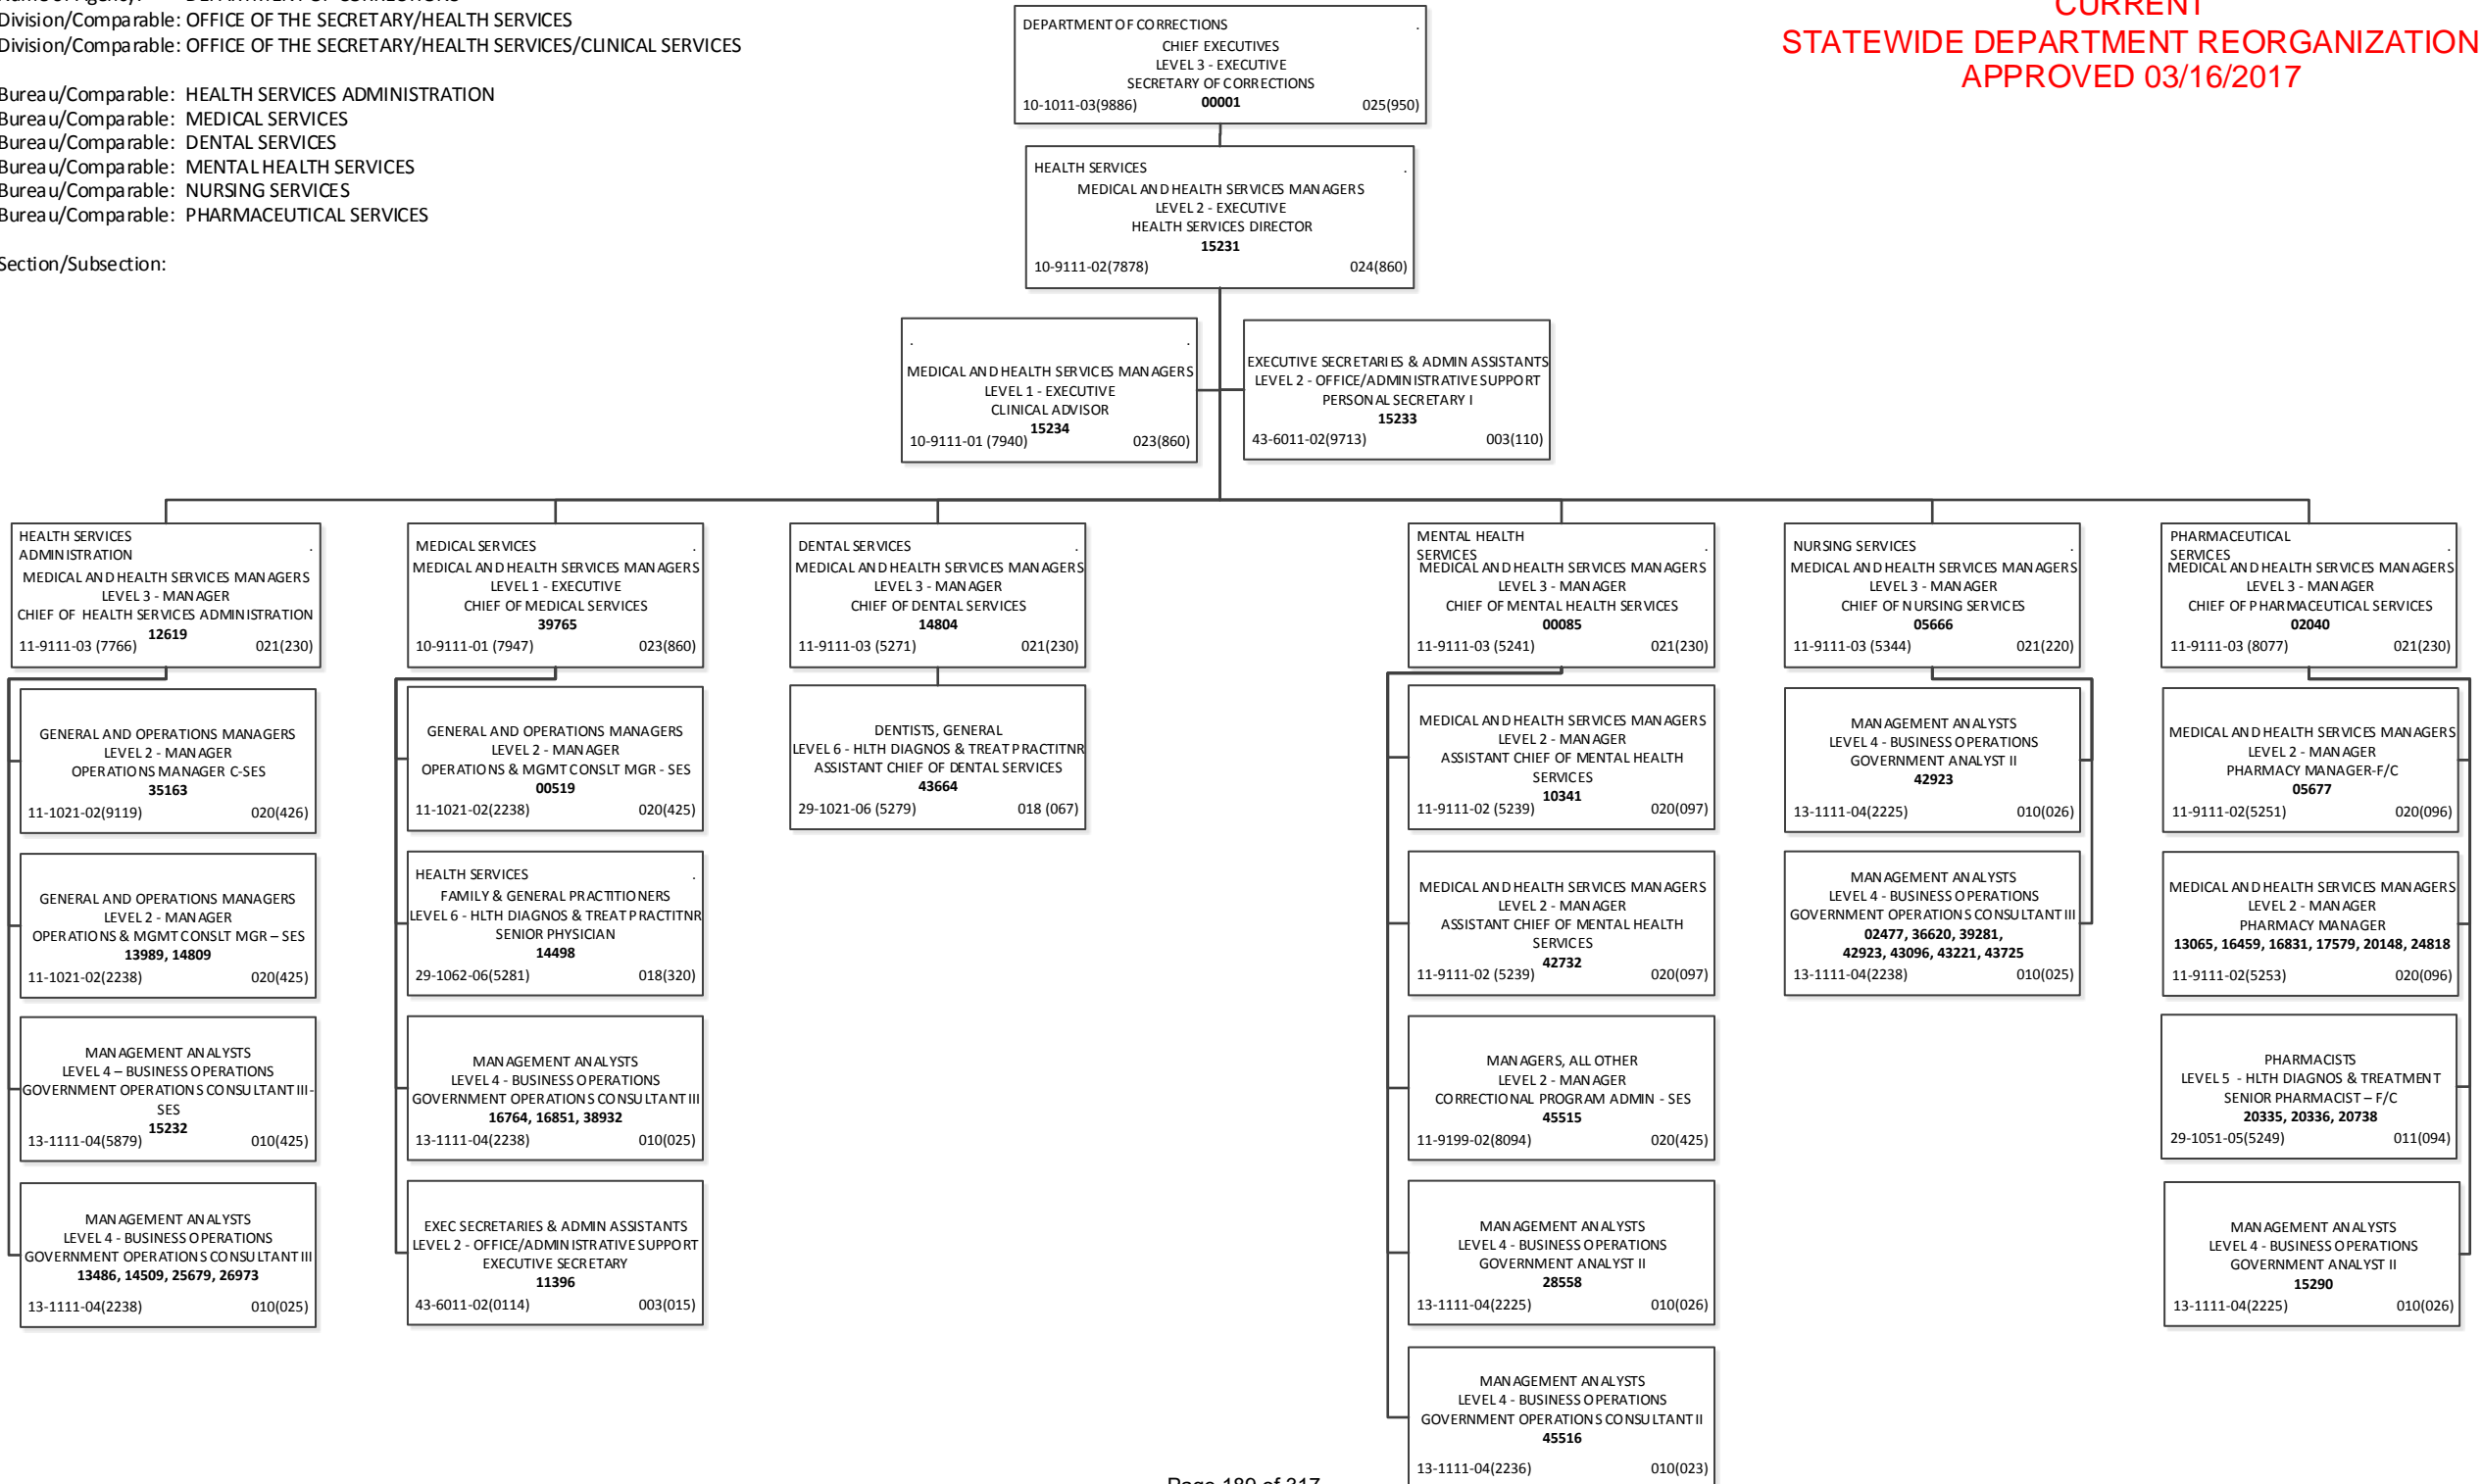 Name of Agency: DEPARTMENT OF CORRECTIONS
Division/Comparable: OFFICE OF THE SECRETARY/HEALTH SERVICES
Division/Comparable: OFFICE OF THE SECRETARY/HEALTH SERVICES/CLINICAL SERVICES
Bureau/Comparable: HEALTH SERVICES ADMINISTRATION
Bureau/Comparable: MEDICAL SERVICES
Bureau/Comparable: DENTAL SERVICES
Bureau/Comparable: MENTAL HEALTH SERVICES
Bureau/Comparable: NURSING SERVICES
Bureau/Comparable: PHARMACEUTICAL SERVICES
Section/Subsection:
CURRENT
STATEWIDE DEPARTMENT REORGANIZATION
APPROVED 03/16/2017
DEPARTMENT OF CORRECTIONS .
CHIEF EXECUTIVES
LEVEL 3 - EXECUTIVE
SECRETARY OF CORRECTIONS
00001
10-1011-03(9886) 025(950)
HEALTH SERVICES .
MEDICAL AND HEALTH SERVICES MANAGERS
LEVEL 2 - EXECUTIVE
HEALTH SERVICES DIRECTOR
15231
10-9111-02(7878) 024(860)
. .
MEDICAL AND HEALTH SERVICES MANAGERS
LEVEL 1 - EXECUTIVE
CLINICAL ADVISOR
15234
10-9111-01 (7940) 023(860)
EXECUTIVE SECRETARIES & ADMIN ASSISTANTS
LEVEL 2 - OFFICE/ADMINISTRATIVE SUPPORT
PERSONAL SECRETARY I
15233
43-6011-02(9713) 003(110)
HEALTH SERVICES
ADMINISTRATION .
MEDICAL AND HEALTH SERVICES MANAGERS
LEVEL 3 - MANAGER
CHIEF OF HEALTH SERVICES ADMINISTRATION
12619
11-9111-03 (7766) 021(230)
GENERAL AND OPERATIONS MANAGERS
LEVEL 2 - MANAGER
OPERATIONS MANAGER C-SES
35163
11-1021-02(9119) 020(426)
GENERAL AND OPERATIONS MANAGERS
LEVEL 2 - MANAGER
OPERATIONS & MGMT CONSLT MGR – SES
13989, 14809
11-1021-02(2238) 020(425)
MANAGEMENT ANALYSTS
LEVEL 4 – BUSINESS OPERATIONS
GOVERNMENT OPERATIONS CONSULTANT III-
SES
15232
13-1111-04(5879) 010(425)
MANAGEMENT ANALYSTS
LEVEL 4 - BUSINESS OPERATIONS
GOVERNMENT OPERATIONS CONSULTANT III
13486, 14509, 25679, 26973
13-1111-04(2238) 010(025)
MEDICAL SERVICES .
MEDICAL AND HEALTH SERVICES MANAGERS
LEVEL 1 - EXECUTIVE
CHIEF OF MEDICAL SERVICES
39765
10-9111-01 (7947) 023(860)
GENERAL AND OPERATIONS MANAGERS
LEVEL 2 - MANAGER
OPERATIONS & MGMT CONSLT MGR - SES
00519
11-1021-02(2238) 020(425)
HEALTH SERVICES .
FAMILY & GENERAL PRACTITIONERS
LEVEL 6 - HLTH DIAGNOS & TREAT PRACTITNR
SENIOR PHYSICIAN
14498
29-1062-06(5281) 018(320)
MANAGEMENT ANALYSTS
LEVEL 4 - BUSINESS OPERATIONS
GOVERNMENT OPERATIONS CONSULTANT III
16764, 16851, 38932
13-1111-04(2238) 010(025)
EXEC SECRETARIES & ADMIN ASSISTANTS
LEVEL 2 - OFFICE/ADMINISTRATIVE SUPPORT
EXECUTIVE SECRETARY
11396
43-6011-02(0114) 003(015)
DENTAL SERVICES .
MEDICAL AND HEALTH SERVICES MANAGERS
LEVEL 3 - MANAGER
CHIEF OF DENTAL SERVICES
14804
11-9111-03 (5271) 021(230)
DENTISTS, GENERAL
LEVEL 6 - HLTH DIAGNOS & TREAT PRACTITNR
ASSISTANT CHIEF OF DENTAL SERVICES
43664
29-1021-06 (5279) 018 (067)
MENTAL HEALTH
SERVICES .
MEDICAL AND HEALTH SERVICES MANAGERS
LEVEL 3 - MANAGER
CHIEF OF MENTAL HEALTH SERVICES
00085
11-9111-03 (5241) 021(230)
MEDICAL AND HEALTH SERVICES MANAGERS
LEVEL 2 - MANAGER
ASSISTANT CHIEF OF MENTAL HEALTH
SERVICES
10341
11-9111-02 (5239) 020(097)
MEDICAL AND HEALTH SERVICES MANAGERS
LEVEL 2 - MANAGER
ASSISTANT CHIEF OF MENTAL HEALTH
SERVICES
42732
11-9111-02 (5239) 020(097)
MANAGERS, ALL OTHER
LEVEL 2 - MANAGER
CORRECTIONAL PROGRAM ADMIN - SES
45515
11-9199-02(8094) 020(425)
MANAGEMENT ANALYSTS
LEVEL 4 - BUSINESS OPERATIONS
GOVERNMENT ANALYST II
28558
13-1111-04(2225) 010(026)
MANAGEMENT ANALYSTS
LEVEL 4 - BUSINESS OPERATIONS
GOVERNMENT OPERATIONS CONSULTANT II
45516
13-1111-04(2236) 010(023)
NURSING SERVICES .
MEDICAL AND HEALTH SERVICES MANAGERS
LEVEL 3 - MANAGER
CHIEF OF NURSING SERVICES
05666
11-9111-03 (5344) 021(220)
MANAGEMENT ANALYSTS
LEVEL 4 - BUSINESS OPERATIONS
GOVERNMENT ANALYST II
42923
13-1111-04(2225) 010(026)
MANAGEMENT ANALYSTS
LEVEL 4 - BUSINESS OPERATIONS
GOVERNMENT OPERATIONS CONSULTANT III
02477, 36620, 39281,
42923, 43096, 43221, 43725
13-1111-04(2238) 010(025)
PHARMACEUTICAL
SERVICES .
MEDICAL AND HEALTH SERVICES MANAGERS
LEVEL 3 - MANAGER
CHIEF OF PHARMACEUTICAL SERVICES
02040
11-9111-03 (8077) 021(230)
MEDICAL AND HEALTH SERVICES MANAGERS
LEVEL 2 - MANAGER
PHARMACY MANAGER-F/C
05677
11-9111-02(5251) 020(096)
MEDICAL AND HEALTH SERVICES MANAGERS
LEVEL 2 - MANAGER
PHARMACY MANAGER
13065, 16459, 16831, 17579, 20148, 24818
11-9111-02(5253) 020(096)
PHARMACISTS
LEVEL 5 - HLTH DIAGNOS & TREATMENT
SENIOR PHARMACIST – F/C
20335, 20336, 20738
29-1051-05(5249) 011(094)
MANAGEMENT ANALYSTS
LEVEL 4 - BUSINESS OPERATIONS
GOVERNMENT ANALYST II
15290
13-1111-04(2225) 010(026)
Page 189 of 317